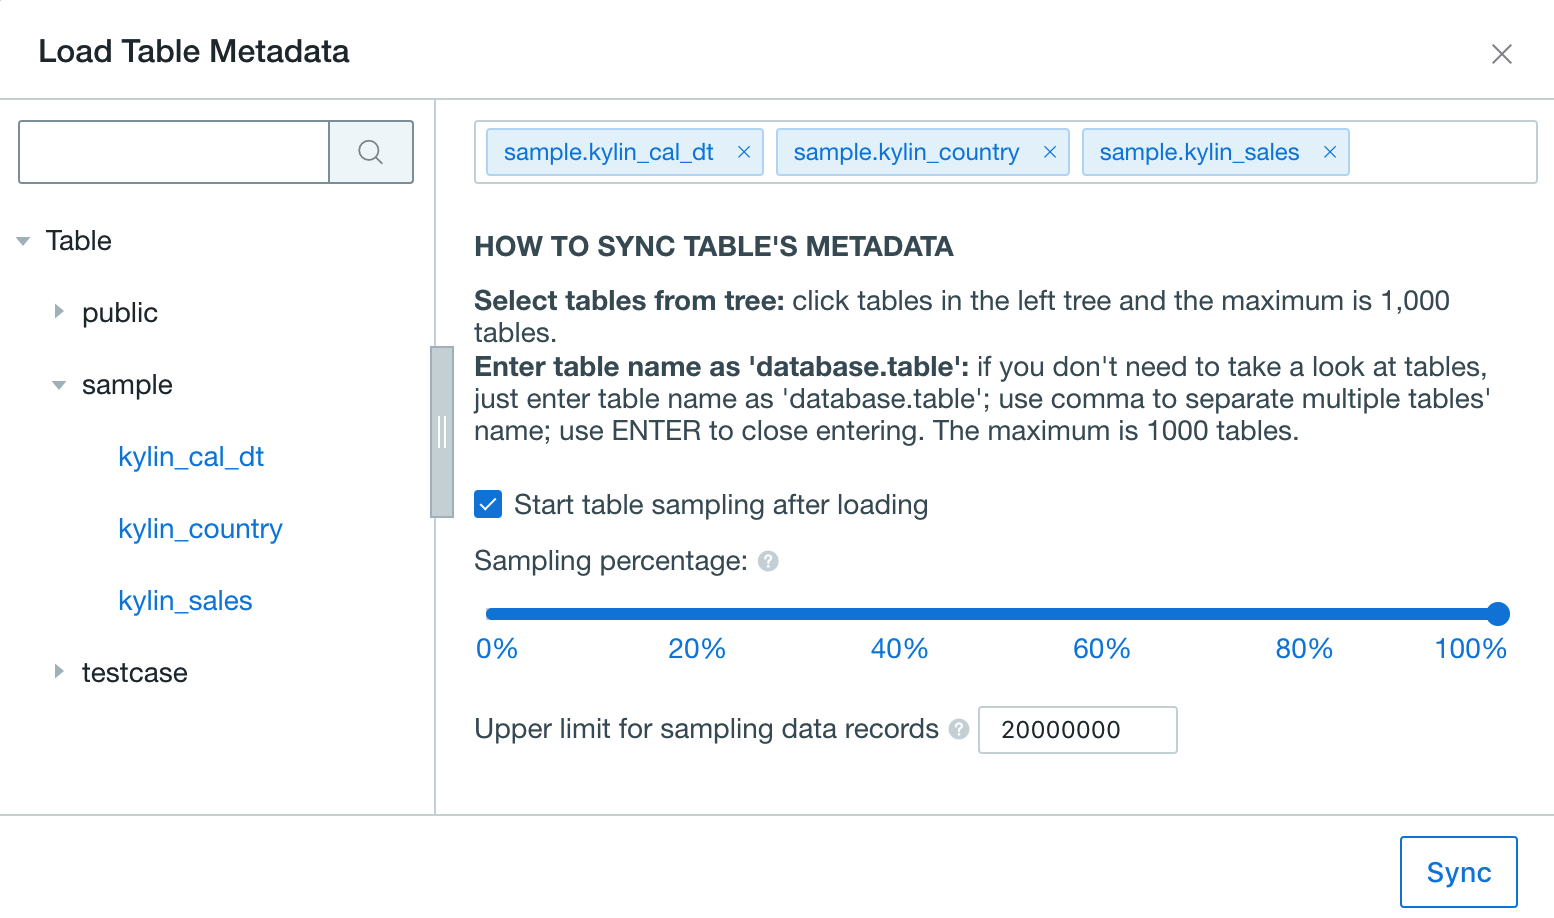 Load Table Metadata
sample.kylin_cal_dt
sample.kylin_country
sample.kylin_sales
Table
public
sample
kylin_cal_dt
kylin_country
kylin_sales
testcase
HOW TO SYNC TABLE'S METADATA
Select tables from tree: click tables in the left tree and the maximum is 1,000
tables.
Enter table name as 'database.table': if you don't need to take a look at tables,
just enter table name as 'database.table'; use comma to separate multiple tables'
name; use ENTER to close entering. The maximum is 1000 tables.
Start table sampling after loading
Sampling percentage: ?
0% 20% 40% 60% 80% 100%
Upper limit for sampling data records ? 20000000
Sync